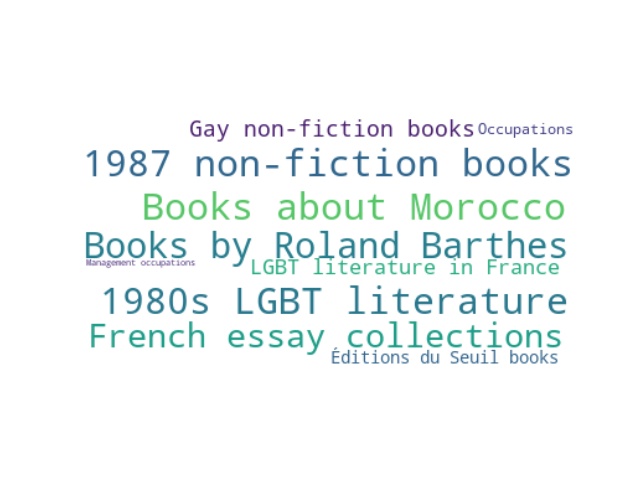 Gay non-fiction books Occupations
1987 non-fiction books
Books about Morocco
Books by Roland Barthes
Management occupations
LGBT literature in France
1980s LGBT literature
French essay collections
Éditions du Seuil books